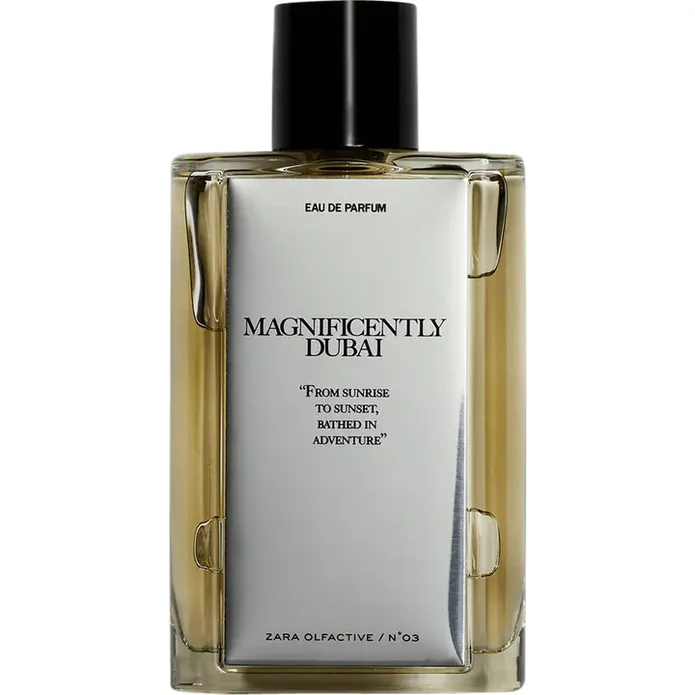 EAU DE PARFUM
MAGNIFICENTLY
DUBAI
“FROM SUNRISE
TO SUNSET,
BATHED IN
ADVENTURE”
ZARA OLFACTIVE / N°03